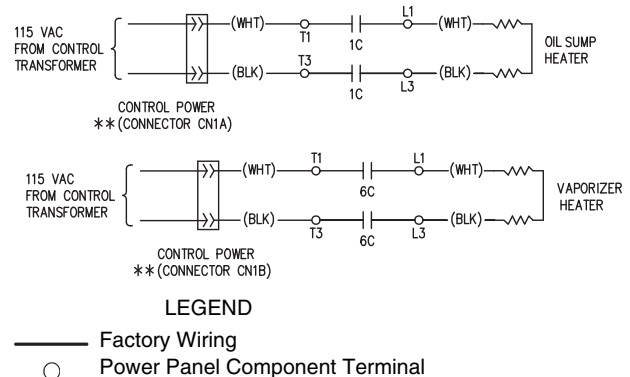 115 VAC
FROM CONTROL
TRANSFORMER
(WHT) T1 1C L1 (WHT)
(BLK) T3 1C L3 (BLK)
OIL SUMP
HEATER
CONTROL POWER
**(CONNECTOR CN1A)
115 VAC
FROM CONTROL
TRANSFORMER
(WHT) T1 6C L1 (WHT)
(BLK) T3 6C L3 (BLK)
VAPORIZER
HEATER
CONTROL POWER
**(CONNECTOR CN1B)
LEGEND
Factory Wiring
Power Panel Component Terminal